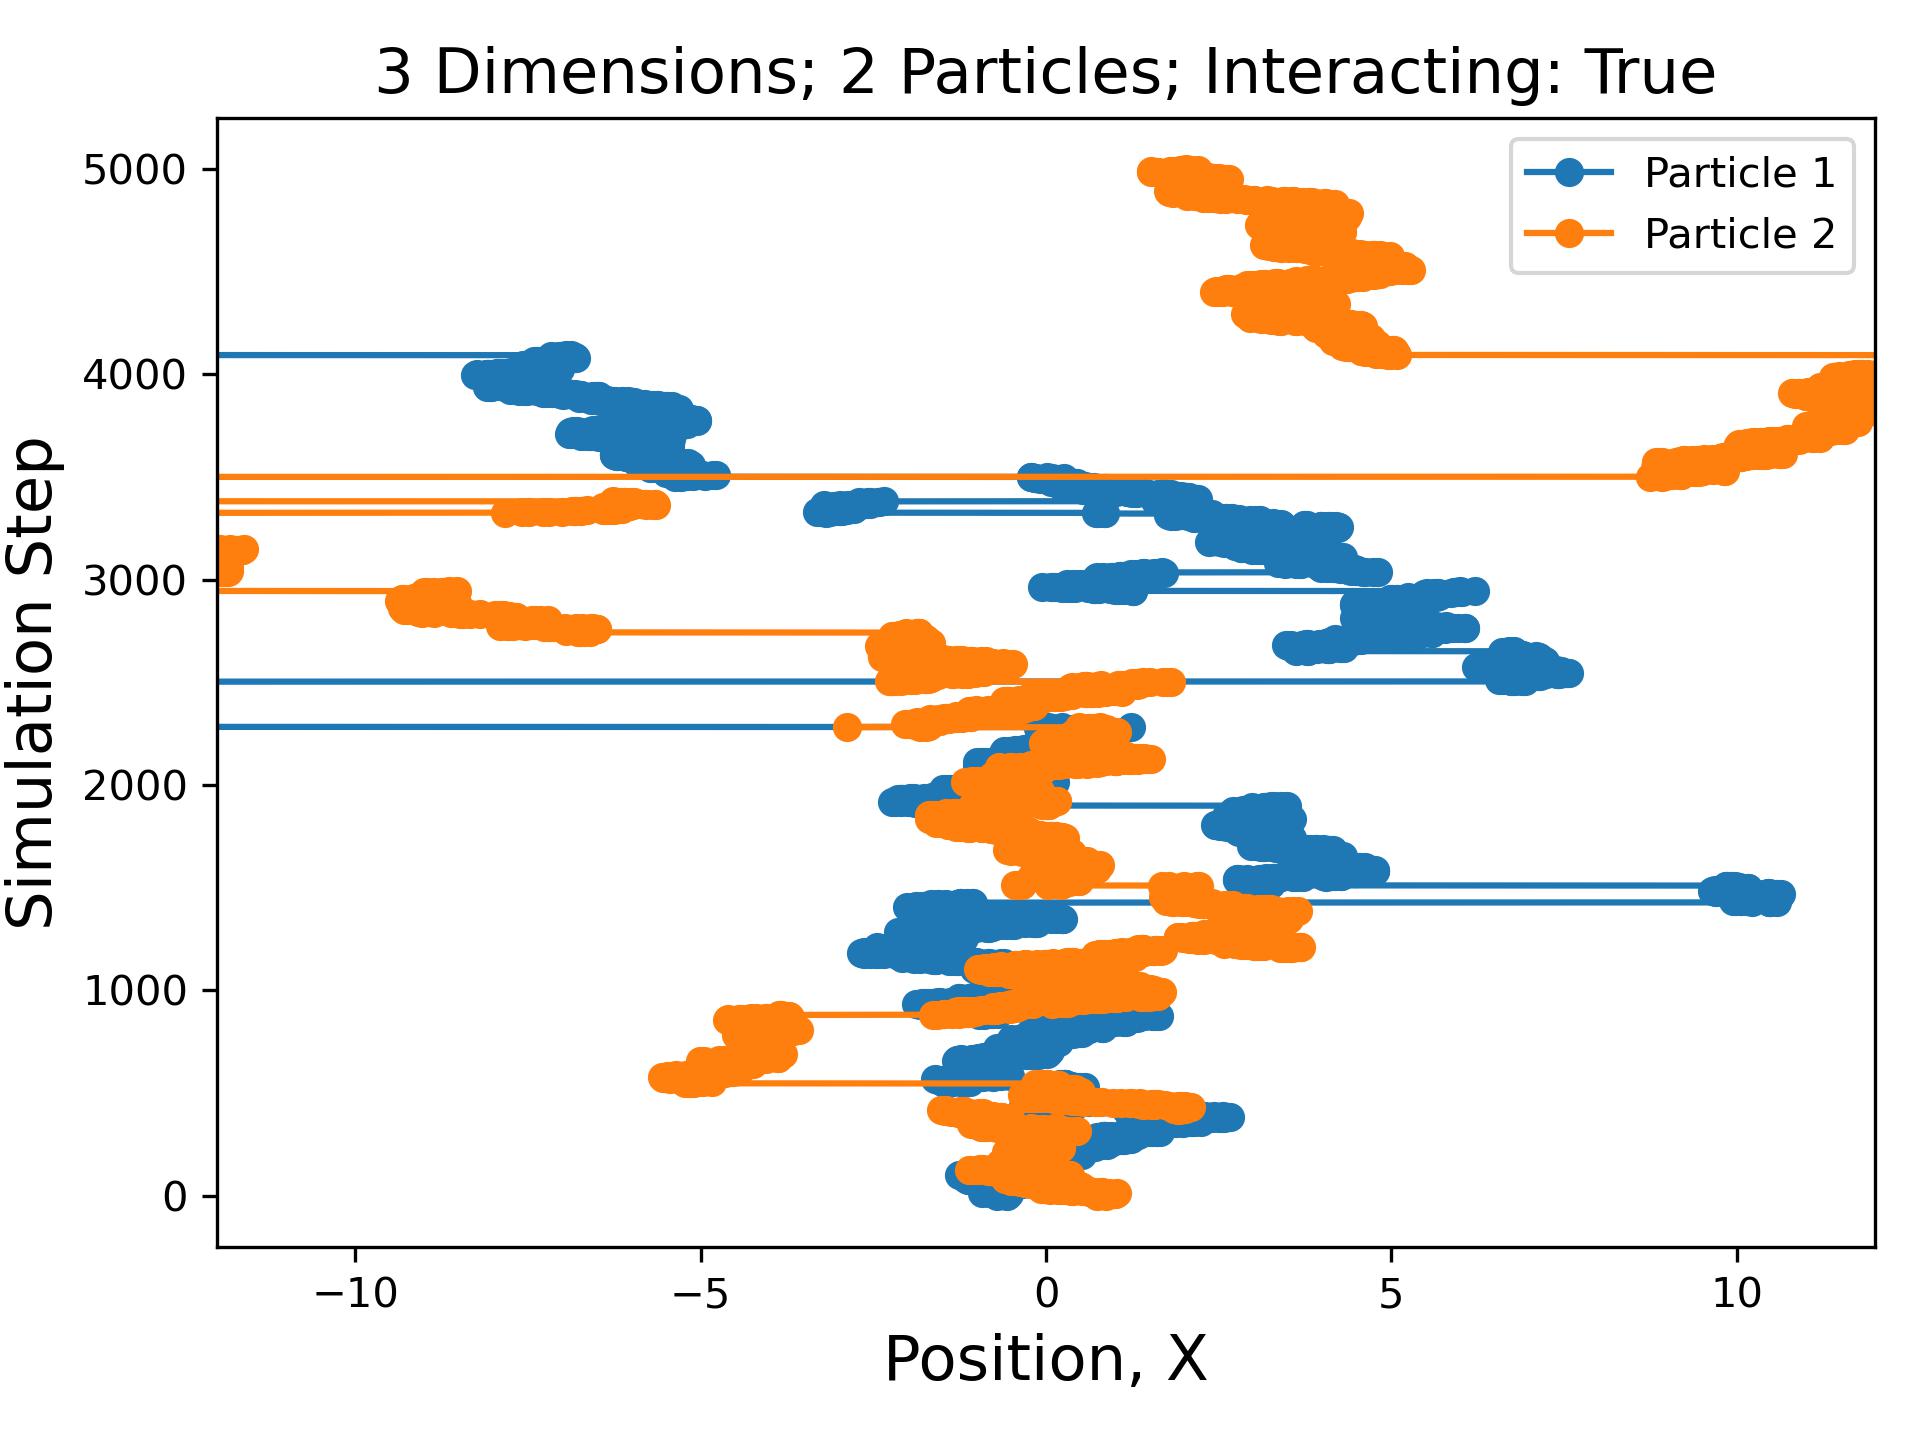 3 Dimensions; 2 Particles; Interacting: True
Particle 1
Particle 2
Simulation Step
5000
4000
3000
2000
1000
0
−10
−5
0
5
10
Position, X